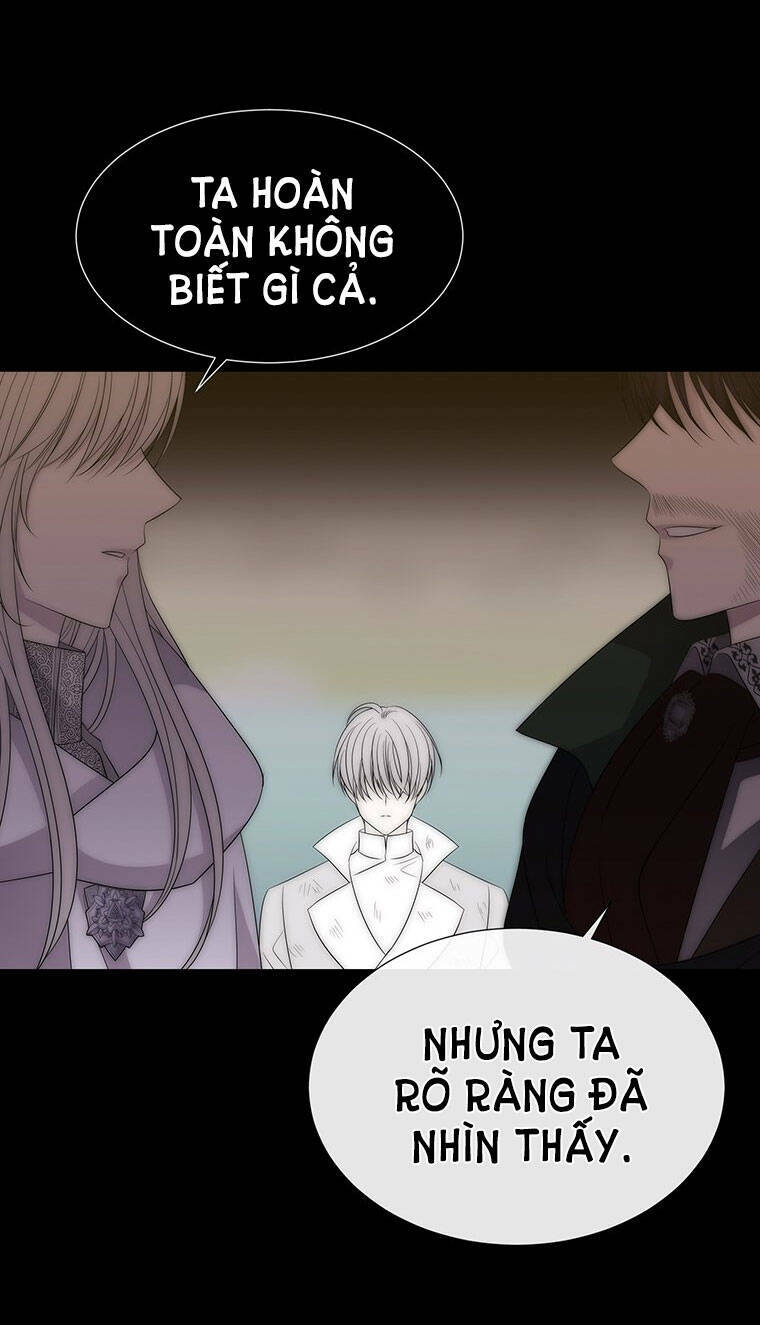 TA HOÀN
TOÀN KHÔNG
BIẾT GÌ CẢ.
NHƯNG TA
RÕ RÀNG ĐÃ
NHÌN THẤY.